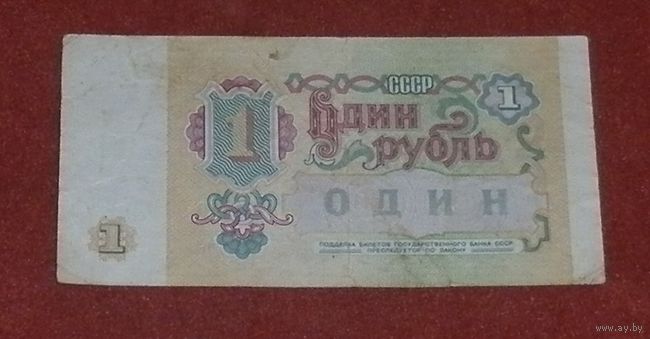 СССР
1
1
Один
рубль
ОДИН
1
ПОДДЕЛКА БИЛЕТОВ ГОСУДАРСТВЕННОГО БАНКА СССР
ПРЕСЛЕДУЕТСЯ ПО ЗАКОНУ
www.ay.by